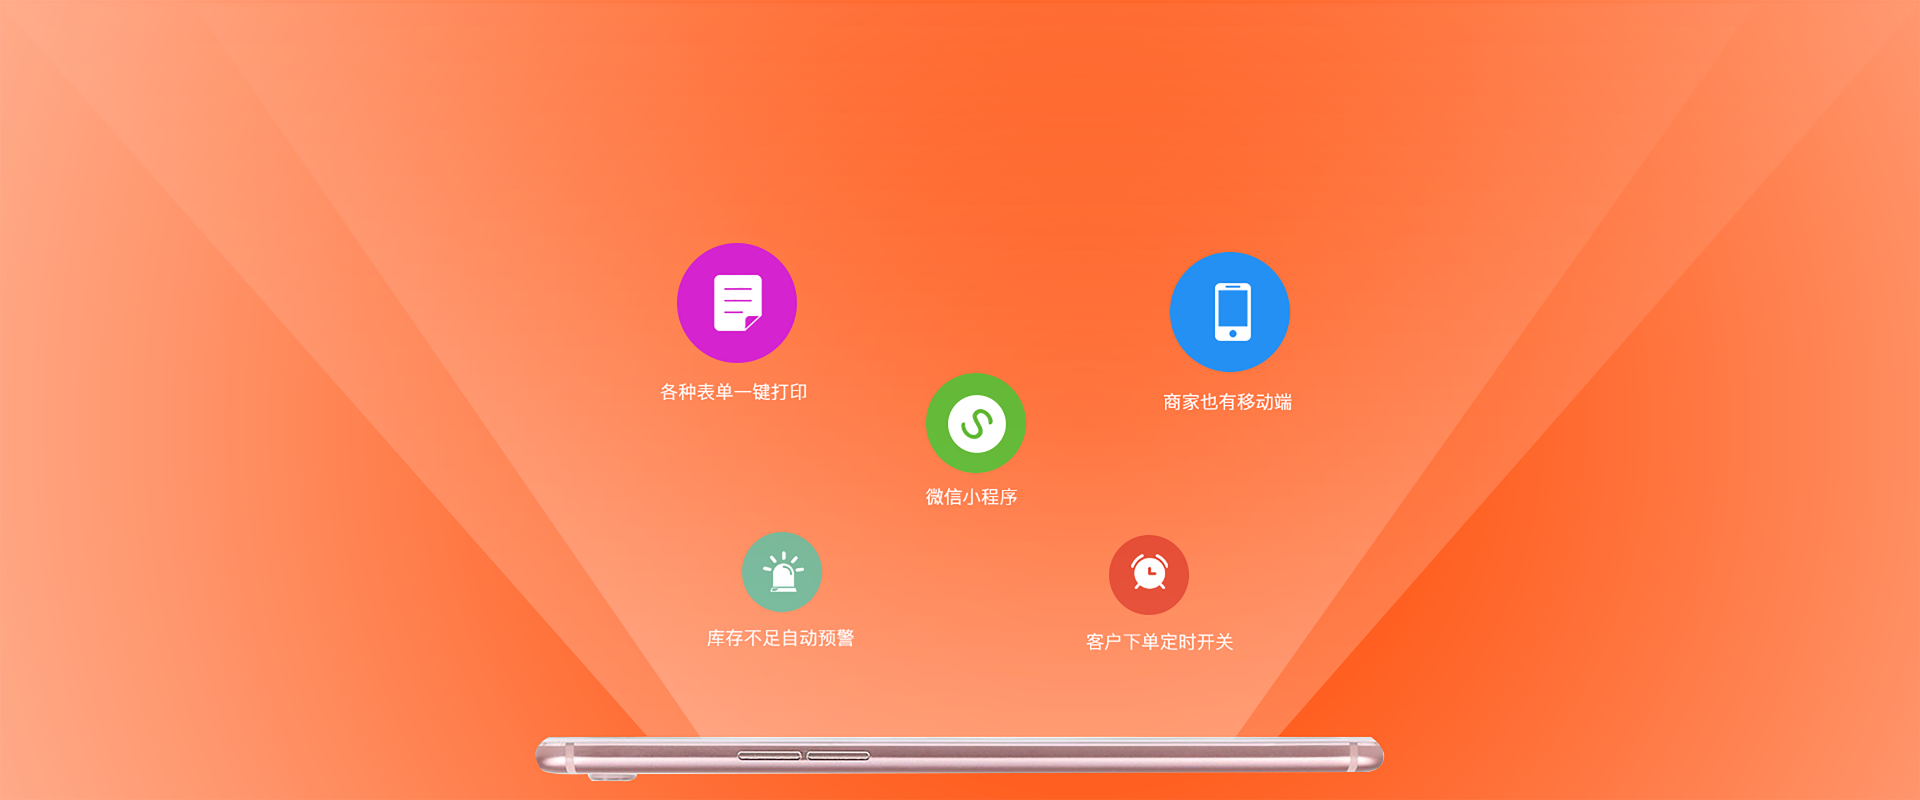 各种表单一键打印
商家也有移动端
微信小程序
库存不足自动预警
客户下单定时开关